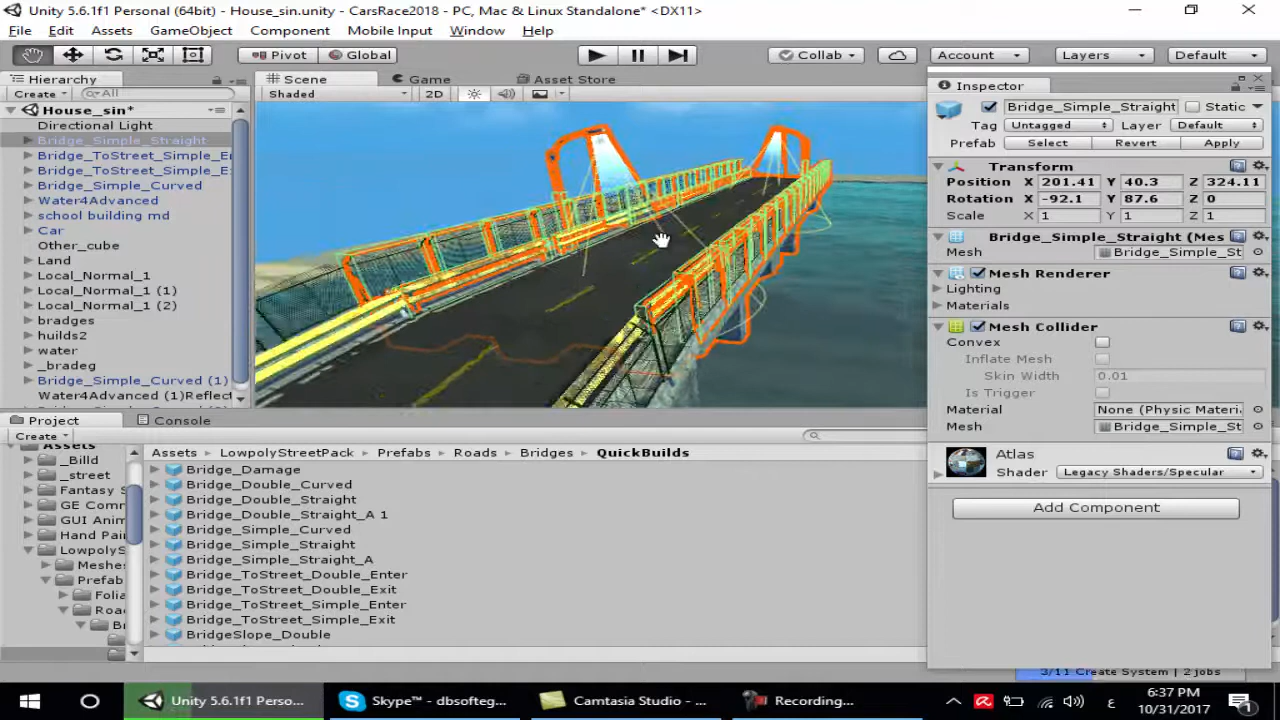 Unity 5.6.1f1 Personal (64bit) - House_sin.unity - CarsRace2018 - PC, Mac & Linux Standalone* <DX11>
File Edit Assets GameObject Component Mobile Input Window Help
Pivot Global Collab Account Layers Default
Hierarchy
Create All
House_sin*
Directional Light
Bridge_Simple_Straight
Bridge_ToStreet_Simple_Er
Bridge_ToStreet_Simple_E
Bridge_Simple_Curved
Water4Advanced
school building md
Car
Other_cube
Land
Local_Normal_1
Local_Normal_1 (1)
Local_Normal_1 (2)
bradges
huilds2
water
_bradeg
Bridge_Simple_Curved (1)
Water4Advanced (1)Reflect
Scene Game Asset Store
Shaded 2D
Inspector
Bridge_Simple_Straight Static
Tag Untagged Layer Default
Prefab Select Revert Apply
Transform
Position X 201.41 Y 40.3 Z 324.11
Rotation X -92.1 Y 87.6 Z 0
Scale X 1 Y 1 Z 1
Bridge_Simple_Straight (Mes
Mesh Bridge_Simple_St
Mesh Renderer
Lighting
Materials
Mesh Collider
Convex
Inflate Mesh
Skin Width 0.01
Is Trigger
Material None (Physic Materi
Mesh Bridge_Simple_St
Atlas
Shader Legacy Shaders/Specular
Add Component
Project Console
Create
Assets
_Billd
_street
Fantasy S
GE Comm
GUI Anim
Hand Pai
LowpolyS
Meshes
Prefab
Folia
Roa
B
Assets LowpolyStreetPack Prefabs Roads Bridges QuickBuilds
Bridge_Damage
Bridge_Double_Curved
Bridge_Double_Straight
Bridge_Double_Straight_A 1
Bridge_Simple_Curved
Bridge_Simple_Straight
Bridge_Simple_Straight_A
Bridge_ToStreet_Double_Enter
Bridge_ToStreet_Double_Exit
Bridge_ToStreet_Simple_Enter
Bridge_ToStreet_Simple_Exit
BridgeSlope_Double
3/11 Create System | 2 jobs
Unity 5.6.1f1 Perso... Skype™ - dbsofteg... Camtasia Studio - ... Recording...
ع
6:37 PM
10/31/2017
1